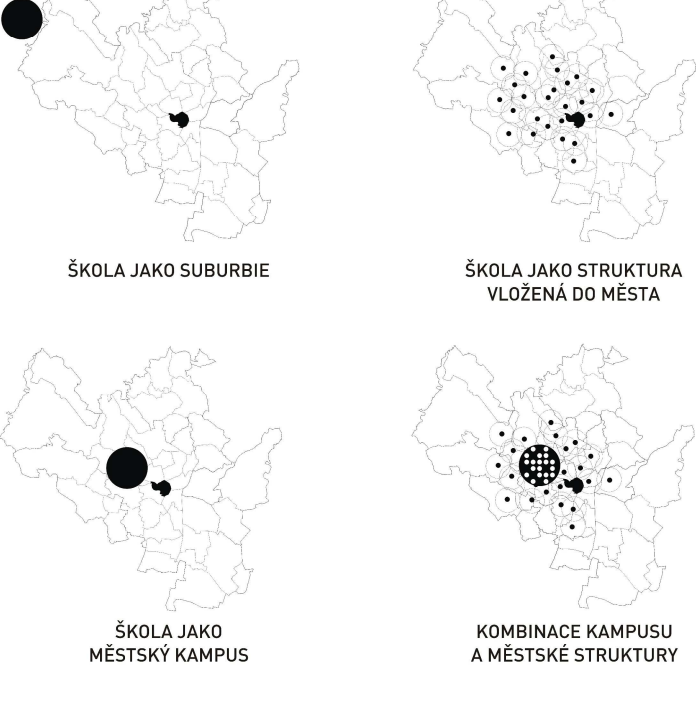 ŠKOLA JAKO SUBURBIE
ŠKOLA JAKO STRUKTURA
VLOŽENÁ DO MĚSTA
ŠKOLA JAKO
MĚSTSKÝ KAMPUS
KOMBINACE KAMPUSU
A MĚSTSKÉ STRUKTURY